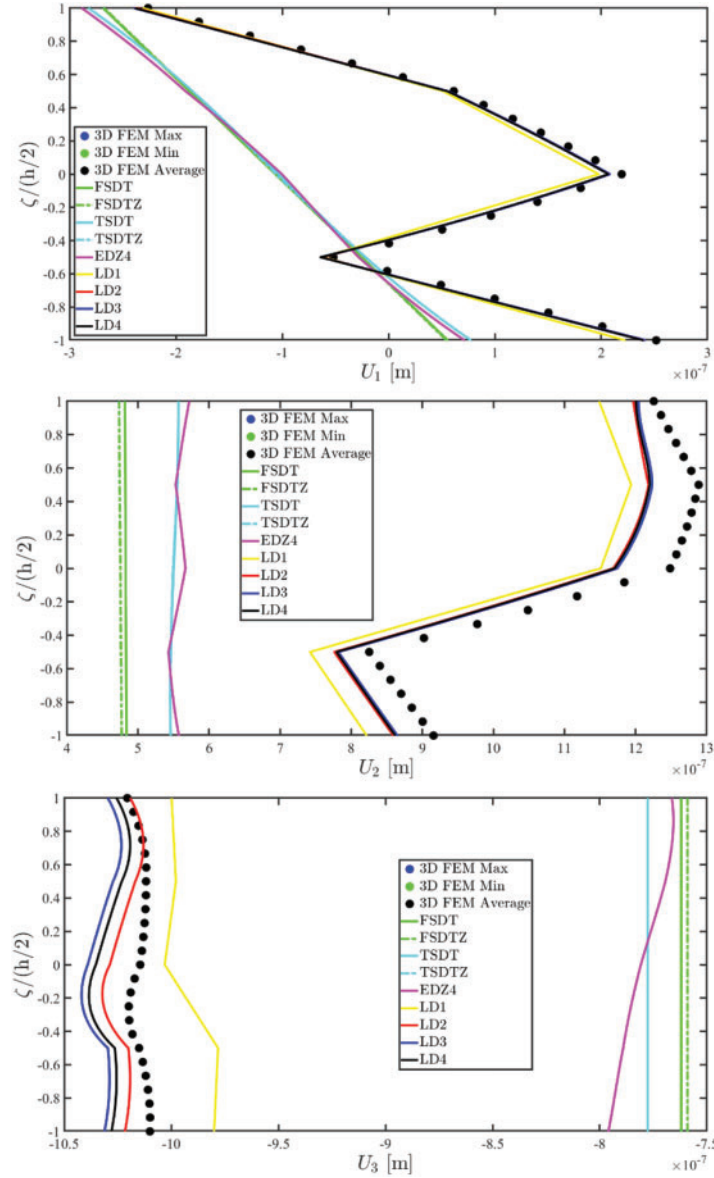 1
0.8
0.6
0.4
0.2
0
-0.2
-0.4
-0.6
-0.8
-1
ζ/(h/2)
3D FEM Max
3D FEM Min
3D FEM Average
FSDT
FSDTZ
TSDT
TSDTZ
EDZ4
LD1
LD2
LD3
LD4
-3 -2 -1 0 1 2 3
U₁ [m]
×10⁻⁷
1
0.8
0.6
0.4
0.2
0
-0.2
-0.4
-0.6
-0.8
-1
ζ/(h/2)
3D FEM Max
3D FEM Min
3D FEM Average
FSDT
FSDTZ
TSDT
TSDTZ
EDZ4
LD1
LD2
LD3
LD4
4 5 6 7 8 9 10 11 12 13
U₂ [m]
×10⁻⁷
1
0.8
0.6
0.4
0.2
0
-0.2
-0.4
-0.6
-0.8
-1
ζ/(h/2)
3D FEM Max
3D FEM Min
3D FEM Average
FSDT
FSDTZ
TSDT
TSDTZ
EDZ4
LD1
LD2
LD3
LD4
-10.5 -10 -9.5 -9 -8.5 -8 -7.5
U₃ [m]
×10⁻⁷